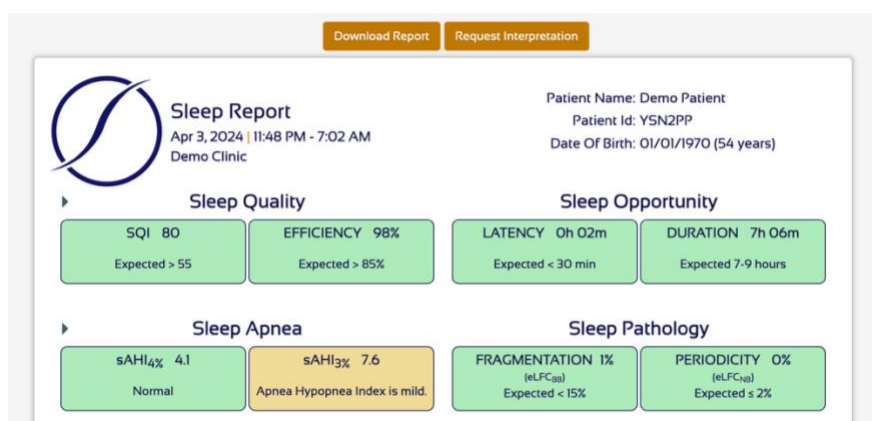 Download Report
Request Interpretation
Sleep Report
Apr 3, 2024 | 11:48 PM - 7:02 AM
Demo Clinic
Patient Name: Demo Patient
Patient Id: YSN2PP
Date Of Birth: 01/01/1970 (54 years)
Sleep Quality
SQI 80
Expected > 55
EFFICIENCY 98%
Expected > 85%
Sleep Opportunity
LATENCY 0h 02m
Expected < 30 min
DURATION 7h 06m
Expected 7-9 hours
Sleep Apnea
sAHI4% 4.1
Normal
sAHI3% 7.6
Apnea Hypopnea Index is mild.
Sleep Pathology
FRAGMENTATION 1%
(eLFCBB)
Expected < 15%
PERIODICITY 0%
(eLFCNB)
Expected ≤ 2%